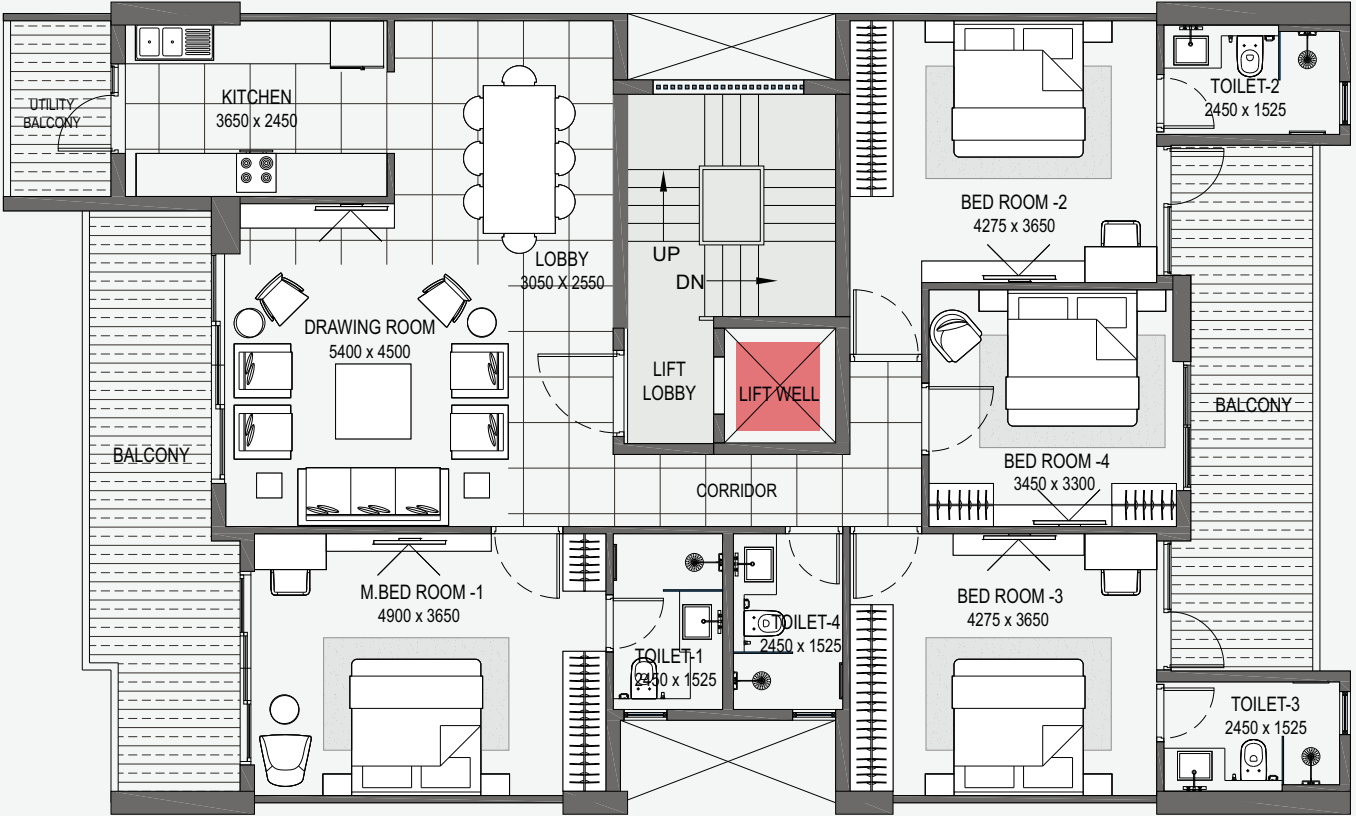 UTILITY
BALCONY
KITCHEN
3650 x 2450
LOBBY
3050 X 2550
DRAWING ROOM
5400 x 4500
BALCONY
UP
DN
LIFT
LOBBY
LIFT WELL
CORRIDOR
BED ROOM -2
4275 x 3650
TOILET-2
2450 x 1525
BED ROOM -4
3450 x 3300
BALCONY
M.BED ROOM -1
4900 x 3650
TOILET-1
2450 x 1525
TOILET-4
2450 x 1525
BED ROOM -3
4275 x 3650
TOILET-3
2450 x 1525